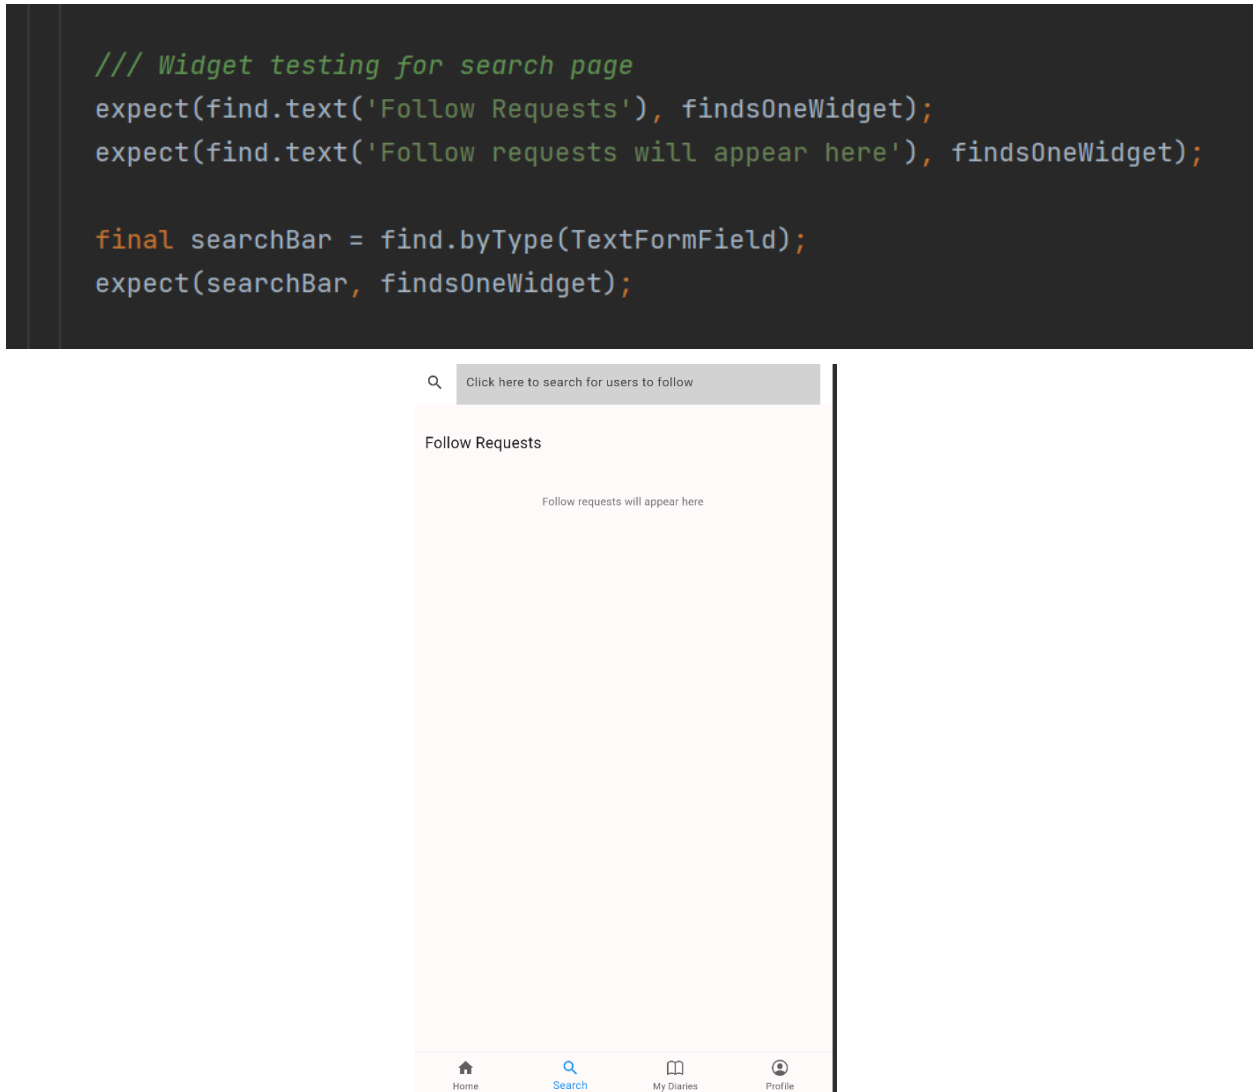 /// Widget testing for search page
expect(find.text('Follow Requests'), findsOneWidget);
expect(find.text('Follow requests will appear here'), findsOneWidget);
final searchBar = find.byType(TextFormField);
expect(searchBar, findsOneWidget);
Click here to search for users to follow
Follow Requests
Follow requests will appear here
Home Search My Diaries Profile